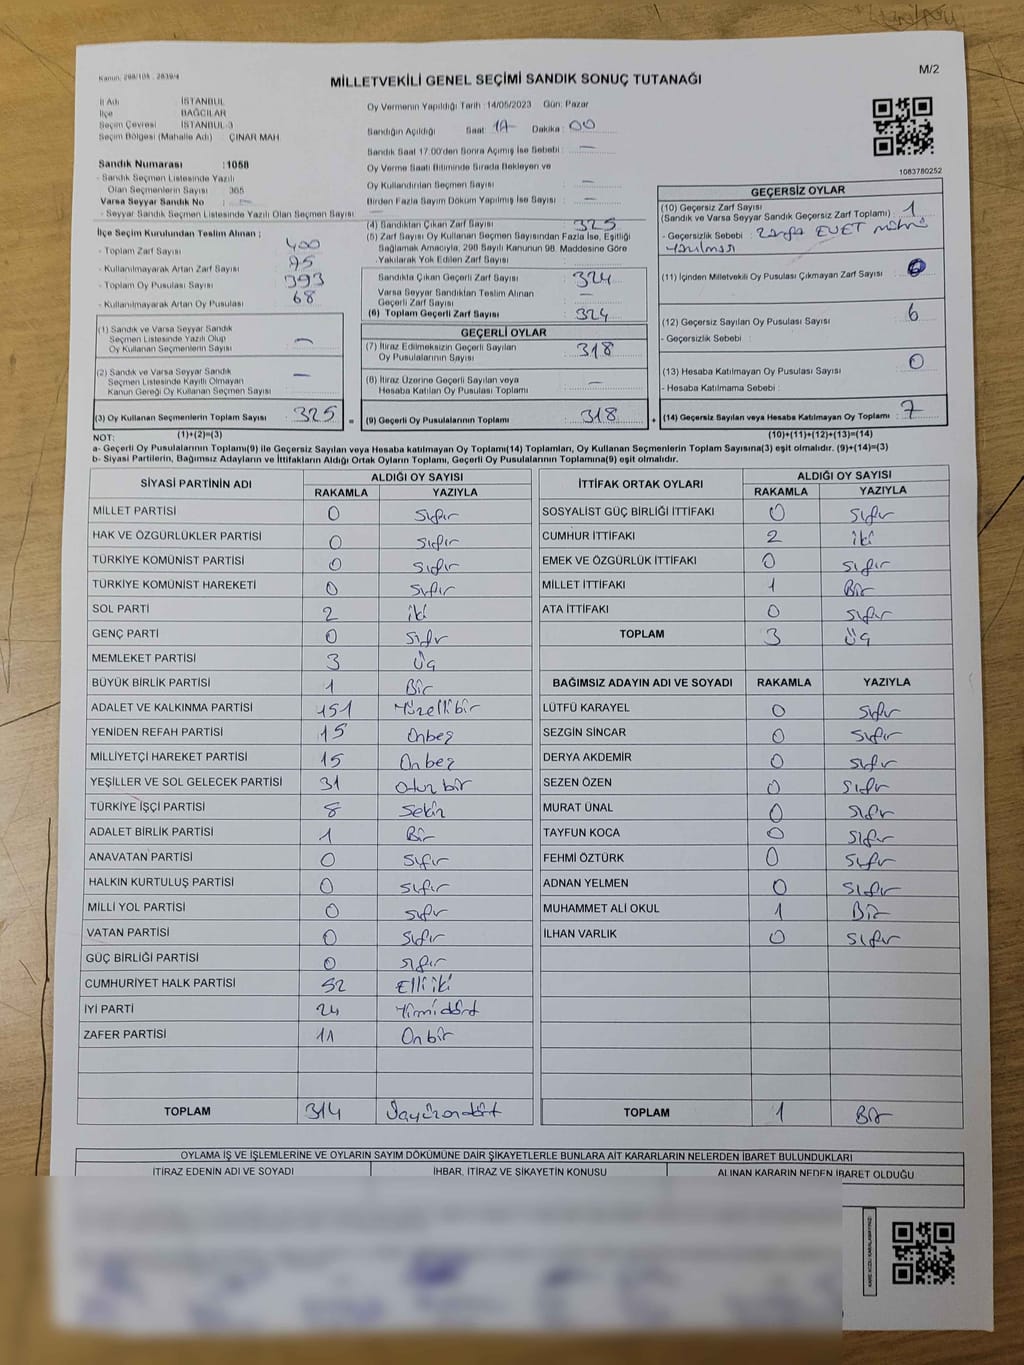 M/2
Kanun: 298/105 - 2839/4
MİLLETVEKİLİ GENEL SEÇİMİ SANDIK SONUÇ TUTANAĞI
İl Adı İSTANBUL
İlçe BAĞCILAR
Seçim Çevresi İSTANBUL-3
Seçim Bölgesi (Mahalle Adı) ÇINAR MAH.
Sandık Numarası :1058
- Sandık Seçmen Listesinde Yazılı
Olan Seçmenlerin Sayısı 365
Varsa Seyyar Sandık No : —
- Seyyar Sandık Seçmen Listesinde Yazılı Olan Seçmen Sayısı —
Oy Vermenin Yapıldığı Tarih : 14/05/2023 Gün: Pazar
Sandığın Açıldığı Saat : 17 Dakika : 00
Sandık Saat 17:00'den Sonra Açımış İse Sebebi : —
Oy Verme Saati Bitiminde Sırada Bekleyen ve
Oy Kullandırılan Seçmen Sayısı : —
Birden Fazla Sayım Döküm Yapılmış İse Sayısı : —
1083780252
İlçe Seçim Kurulundan Teslim Alınan ;
- Toplam Zarf Sayısı : 400
- Kullanılmayarak Artan Zarf Sayısı : 75
- Toplam Oy Pusulası Sayısı : 393
- Kullanılmayarak Artan Oy Pusulası : 68
(1) Sandık ve Varsa Seyyar Sandık
Seçmen Listesinde Yazılı Olup
Oy Kullanan Seçmenlerin Sayısı : —
(2) Sandık ve Varsa Seyyar Sandık
Seçmen Listesinde Kayıtlı Olmayan
Kanun Gereği Oy Kullanan Seçmen Sayısı : —
(3) Oy Kullanan Seçmenlerin Toplam Sayısı : 325
(1)+(2)=(3)
(4) Sandıktan Çıkan Zarf Sayısı : 325
(5) Zarf Sayısı Oy Kullanan Seçmen Sayısından Fazla İse, Eşitliği
Sağlamak Amacıyla, 298 Sayılı Kanunun 98. Maddesine Göre
Yakılarak Yok Edilen Zarf Sayısı : —
Sandıkta Çıkan Geçerli Zarf Sayısı : 324
Varsa Seyyar Sandıktan Teslim Alınan
Geçerli Zarf Sayısı : —
(6) Toplam Geçerli Zarf Sayısı : 324
GEÇERLİ OYLAR
(7) İtiraz Edilmeksizin Geçerli Sayılan
Oy Pusulalarının Sayısı : 318
(8) İtiraz Üzerine Geçerli Sayılan veya
Hesaba Katılan Oy Pusulası Toplamı : —
= (9) Geçerli Oy Pusulalarının Toplamı : 318 +
GEÇERSİZ OYLAR
(10) Geçersiz Zarf Sayısı
(Sandık ve Varsa Seyyar Sandık Geçersiz Zarf Toplamı) : 1
- Geçersizlik Sebebi : Zarfa EVET mührü
(11) İçinden Milletvekili Oy Pusulası Çıkmayan Zarf Sayısı : 0
(12) Geçersiz Sayılan Oy Pusulası Sayısı : 6
- Geçersizlik Sebebi :
(13) Hesaba Katılmayan Oy Pusulası Sayısı : 0
- Hesaba Katılmama Sebebi :
(14) Geçersiz Sayılan veya Hesaba Katılmayan Oy Toplamı : 7
(10)+(11)+(12)+(13)=(14)
NOT:
a- Geçerli Oy Pusulalarının Toplamı(9) ile Geçersiz Sayılan veya Hesaba katılmayan Oy Toplamı(14) Toplamları, Oy Kullanan Seçmenlerin Toplam Sayısına(3) eşit olmalıdır. (9)+(14)=(3)
b- Siyasi Partilerin, Bağımsız Adayların ve İttifakların Aldığı Ortak Oyların Toplamı, Geçerli Oy Pusulalarının Toplamına(9) eşit olmalıdır.
SİYASİ PARTİNİN ADI ALDIĞI OY SAYISI
RAKAMLA YAZIYLA
MİLLET PARTİSİ 0 Sıfır
HAK VE ÖZGÜRLÜKLER PARTİSİ 0 Sıfır
TÜRKİYE KOMÜNİST PARTİSİ 0 Sıfır
TÜRKİYE KOMÜNİST HAREKETİ 0 Sıfır
SOL PARTİ 2 iki
GENÇ PARTİ 0 Sıfır
MEMLEKET PARTİSİ 3 Üç
BÜYÜK BİRLİK PARTİSİ 1 Bir
ADALET VE KALKINMA PARTİSİ 151 Yüzellibir
YENİDEN REFAH PARTİSİ 15 Onbeş
MİLLİYETÇİ HAREKET PARTİSİ 15 Onbeş
YEŞİLLER VE SOL GELECEK PARTİSİ 31 Otuzbir
TÜRKİYE İŞÇİ PARTİSİ 8 Sekiz
ADALET BİRLİK PARTİSİ 1 Bir
ANAVATAN PARTİSİ 0 Sıfır
HALKIN KURTULUŞ PARTİSİ 0 Sıfır
MİLLİ YOL PARTİSİ 0 Sıfır
VATAN PARTİSİ 0 Sıfır
GÜÇ BİRLİĞİ PARTİSİ 0 Sıfır
CUMHURİYET HALK PARTİSİ 52 Elli iki
İYİ PARTİ 24 Yirmidört
ZAFER PARTİSİ 11 Onbir
TOPLAM 314 Üçyüzondört
İTTİFAK ORTAK OYLARI ALDIĞI OY SAYISI
RAKAMLA YAZIYLA
SOSYALİST GÜÇ BİRLİĞİ İTTİFAKI 0 Sıfır
CUMHUR İTTİFAKI 2 iki
EMEK VE ÖZGÜRLÜK İTTİFAKI 0 Sıfır
MİLLET İTTİFAKI 1 Bir
ATA İTTİFAKI 0 Sıfır
TOPLAM 3 Üç
BAĞIMSIZ ADAYIN ADI VE SOYADI RAKAMLA YAZIYLA
LÜTFÜ KARAYEL 0 Sıfır
SEZGİN SİNCAR 0 Sıfır
DERYA AKDEMİR 0 Sıfır
SEZEN ÖZEN 0 Sıfır
MURAT ÜNAL 0 Sıfır
TAYFUN KOCA 0 Sıfır
FEHMİ ÖZTÜRK 0 Sıfır
ADNAN YELMEN 0 Sıfır
MUHAMMET ALİ OKUL 1 Bir
İLHAN VARLIK 0 Sıfır
TOPLAM 1 Bir
OYLAMA İŞ VE İŞLEMLERİNE VE OYLARIN SAYIM DÖKÜMÜNE DAİR ŞİKAYETLERLE BUNLARA AİT KARARLARIN NELERDEN İBARET BULUNDUKLARI
İTİRAZ EDENİN ADI VE SOYADI İHBAR, İTİRAZ VE ŞİKAYETİN KONUSU ALINAN KARARIN NEDEN İBARET OLDUĞU